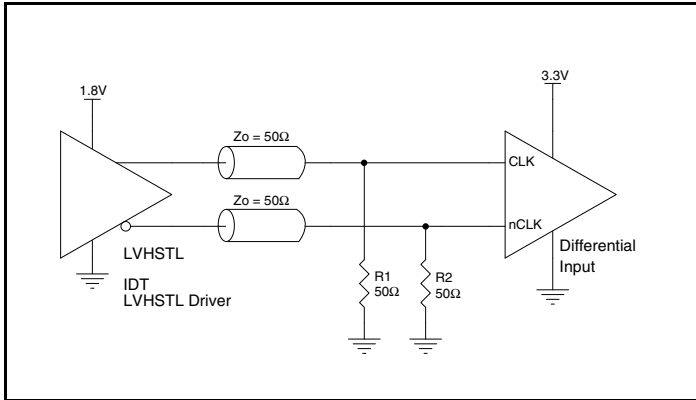 1.8V
3.3V
Zo = 50Ω
CLK
Zo = 50Ω
nCLK
LVHSTL
IDT
LVHSTL Driver
R1
50Ω
R2
50Ω
Differential
Input